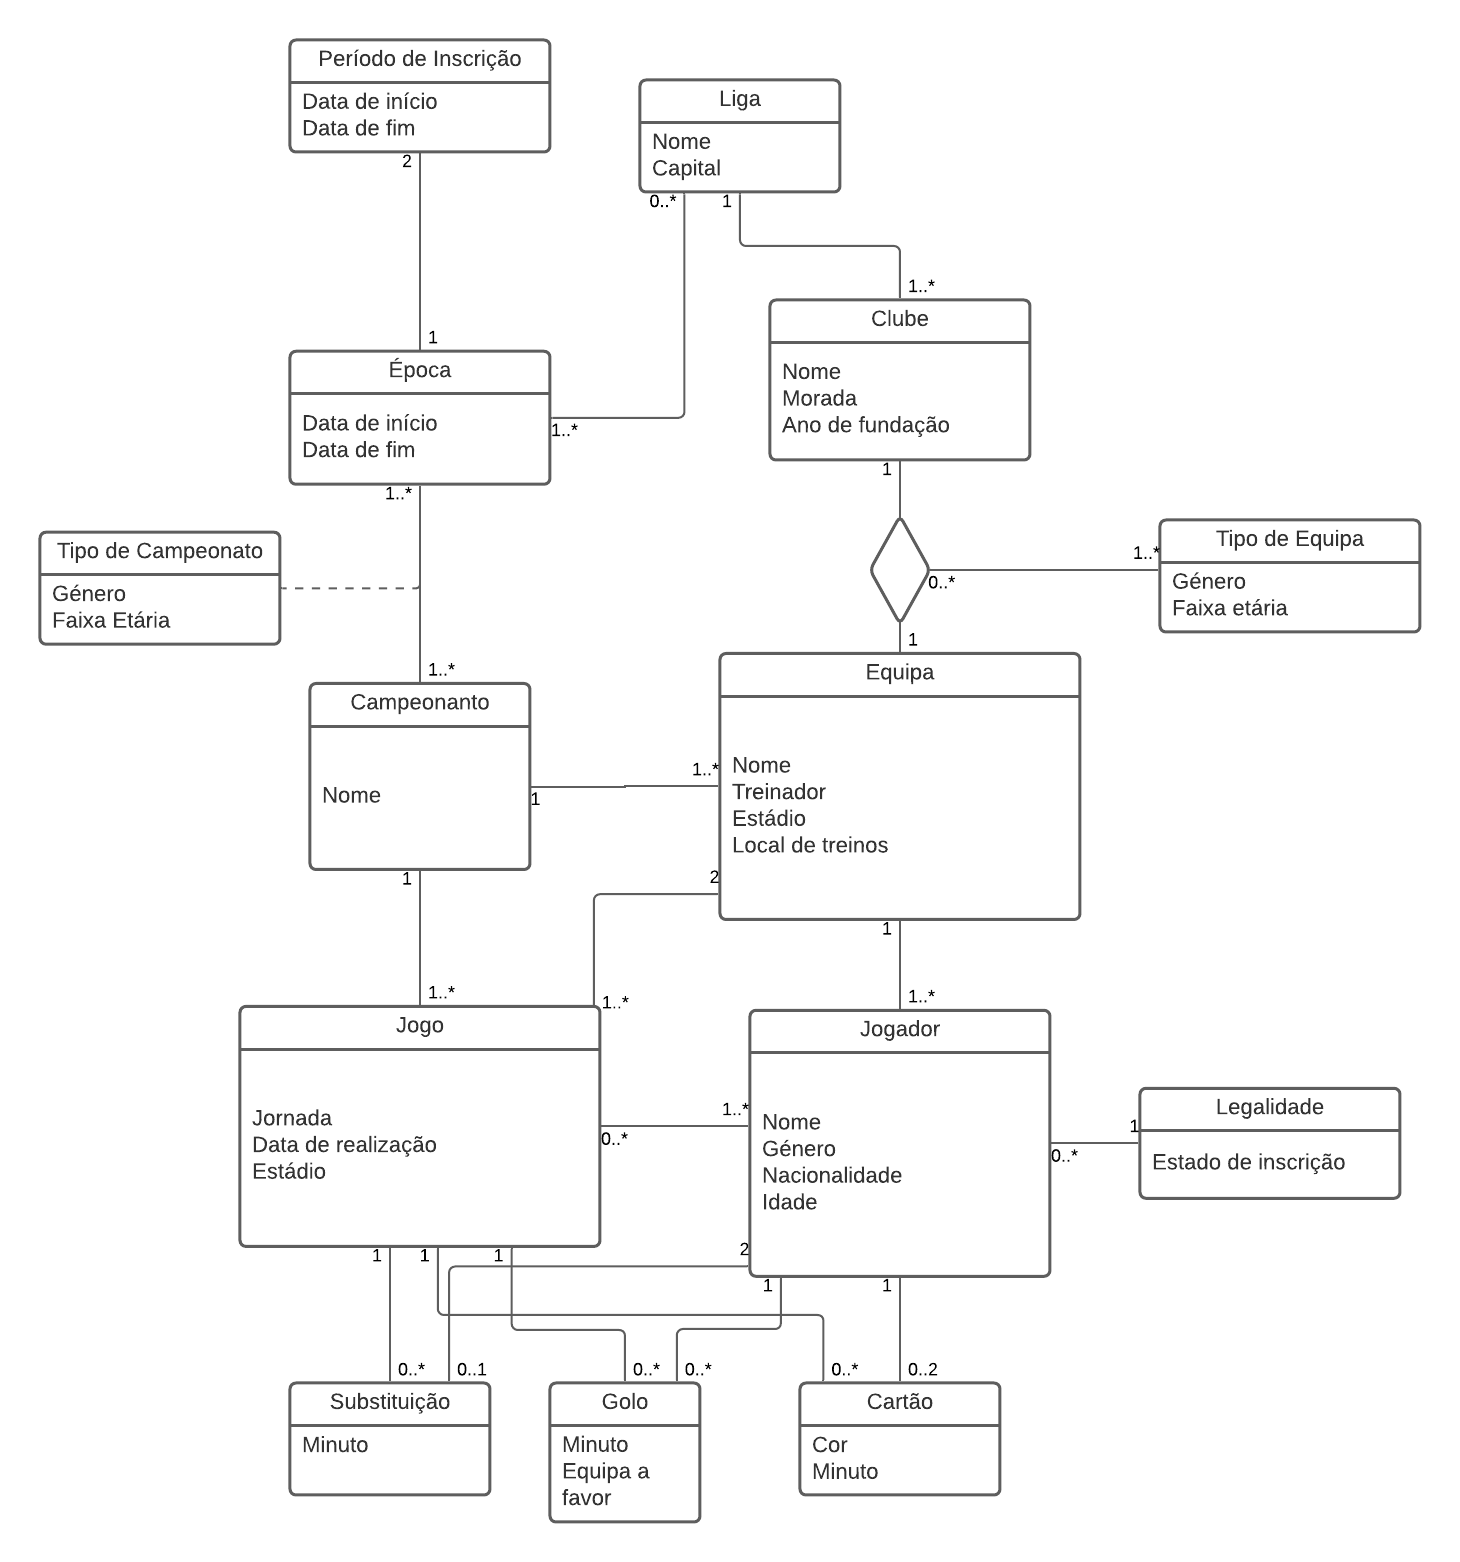 Período de Inscrição
Data de início
Data de fim
2
Liga
Nome
Capital
0..*
1
1..*
Clube
Nome
Morada
Ano de fundação
1
1
Época
Data de início
Data de fim
1..*
1..*
Tipo de Campeonato
Género
Faixa Etária
Tipo de Equipa
Género
Faixa etária
1..*
0..*
1
1..*
Campeonanto
Nome
1
1
Equipa
Nome
Treinador
Estádio
Local de treinos
1..*
2
1
1..*
1..*
1..*
Jogo
Jornada
Data de realização
Estádio
Jogador
Nome
Género
Nacionalidade
Idade
1..*
0..*
Legalidade
Estado de inscrição
1
0..*
1
1
1
2
1
1
0..*
0..1
0..*
0..*
0..*
0..2
Substituição
Minuto
Golo
Minuto
Equipa a
favor
Cartão
Cor
Minuto